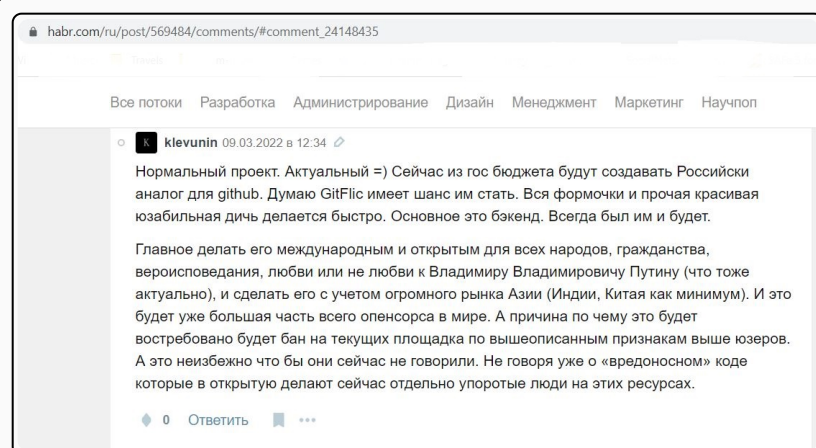 habr.com/ru/post/569484/comments/#comment_24148435
Все потоки Разработка Администрирование Дизайн Менеджмент Маркетинг Научпоп
K klevunin 09.03.2022 в 12:34
Нормальный проект. Актуальный =) Сейчас из гос бюджета будут создавать Российски
аналог для github. Думаю GitFlic имеет шанс им стать. Вся формочки и прочая красивая
юзабильная дичь делается быстро. Основное это бэкенд. Всегда был им и будет.
Главное делать его международным и открытым для всех народов, гражданства,
вероисповедания, любви или не любви к Владимиру Владимировичу Путину (что тоже
актуально), и сделать его с учетом огромного рынка Азии (Индии, Китая как минимум). И это
будет уже большая часть всего опенсорса в мире. А причина по чему это будет
востребовано будет бан на текущих площадка по вышеописанным признакам выше юзеров.
А это неизбежно что бы они сейчас не говорили. Не говоря уже о «вредоносном» коде
которые в открытую делают сейчас отдельно упоротые люди на этих ресурсах.
0 Ответить